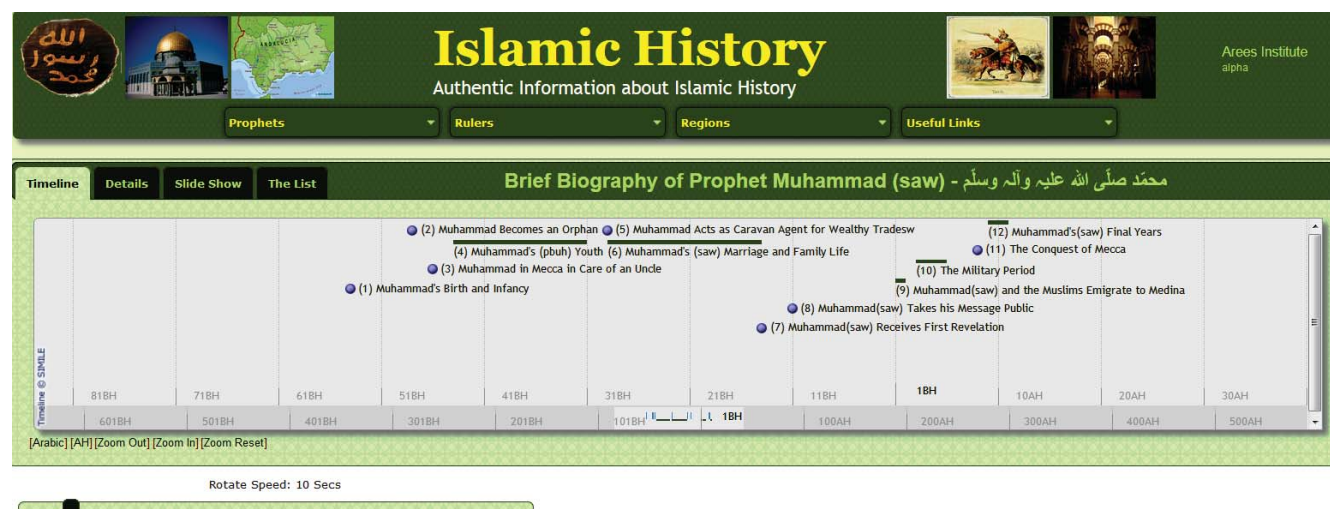 الله
رسول
محمد
ANDALUCIA
Islamic History
Authentic Information about Islamic History
Arees Institute
alpha
Prophets
Rulers
Regions
Useful Links
Timeline
Details
Slide Show
The List
Brief Biography of Prophet Muhammad (saw) - محمّد صلّى الله عليہ وآلہ وسلّم
(2) Muhammad Becomes an Orphan
(5) Muhammad Acts as Caravan Agent for Wealthy Tradesw
(12) Muhammad's(saw) Final Years
(4) Muhammad's (pbuh) Youth
(6) Muhammad's (saw) Marriage and Family Life
(11) The Conquest of Mecca
(3) Muhammad in Mecca in Care of an Uncle
(10) The Military Period
(1) Muhammad's Birth and Infancy
(9) Muhammad(saw) and the Muslims Emigrate to Medina
(8) Muhammad(saw) Takes his Message Public
(7) Muhammad(saw) Receives First Revelation
Timeline © SIMILE
81BH 71BH 61BH 51BH 41BH 31BH 21BH 11BH 1BH 10AH 20AH 30AH
601BH 501BH 401BH 301BH 201BH 101BH 1BH 100AH 200AH 300AH 400AH 500AH
[Arabic] [AH] [Zoom Out] [Zoom In] [Zoom Reset]
Rotate Speed: 10 Secs